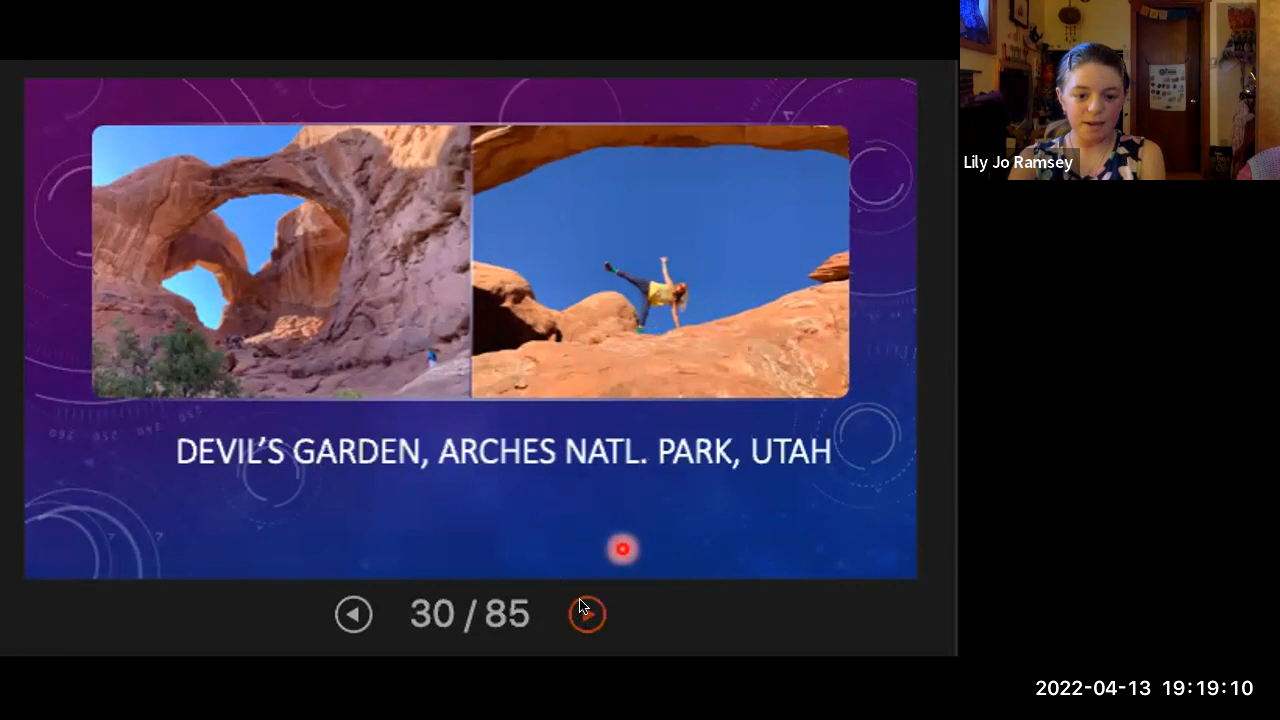 Lily Jo Ramsey
DEVIL'S GARDEN, ARCHES NATL. PARK, UTAH
30 / 85
2022-04-13 19:19:10